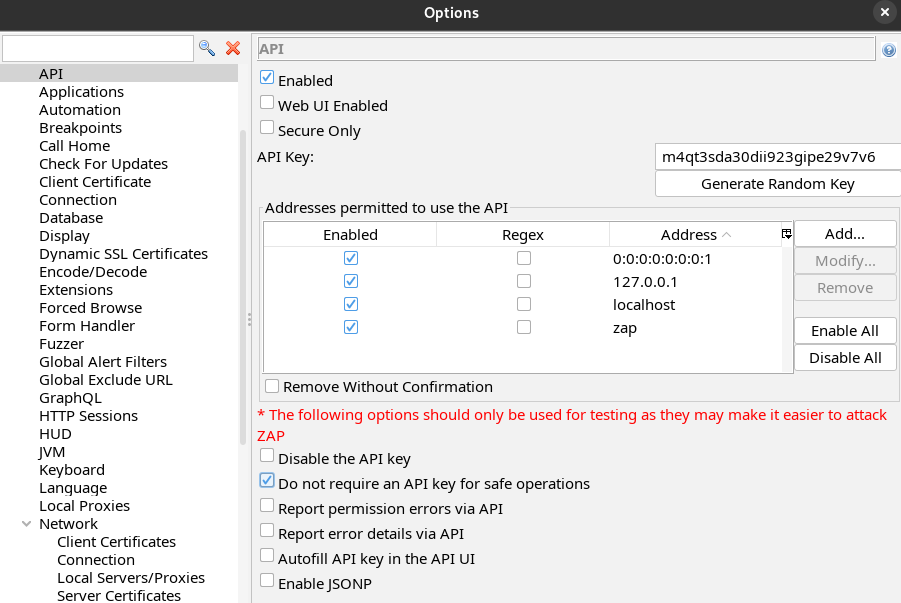 Options
API
Applications
Automation
Breakpoints
Call Home
Check For Updates
Client Certificate
Connection
Database
Display
Dynamic SSL Certificates
Encode/Decode
Extensions
Forced Browse
Form Handler
Fuzzer
Global Alert Filters
Global Exclude URL
GraphQL
HTTP Sessions
HUD
JVM
Keyboard
Language
Local Proxies
Network
Client Certificates
Connection
Local Servers/Proxies
Server Certificates
API
Enabled
Web UI Enabled
Secure Only
API Key:
m4qt3sda30dii923gipe29v7v6
Generate Random Key
Addresses permitted to use the API
Enabled Regex Address
0:0:0:0:0:0:0:1
127.0.0.1
localhost
zap
Add...
Modify...
Remove
Enable All
Disable All
Remove Without Confirmation
* The following options should only be used for testing as they may make it easier to attack
ZAP
Disable the API key
Do not require an API key for safe operations
Report permission errors via API
Report error details via API
Autofill API key in the API UI
Enable JSONP